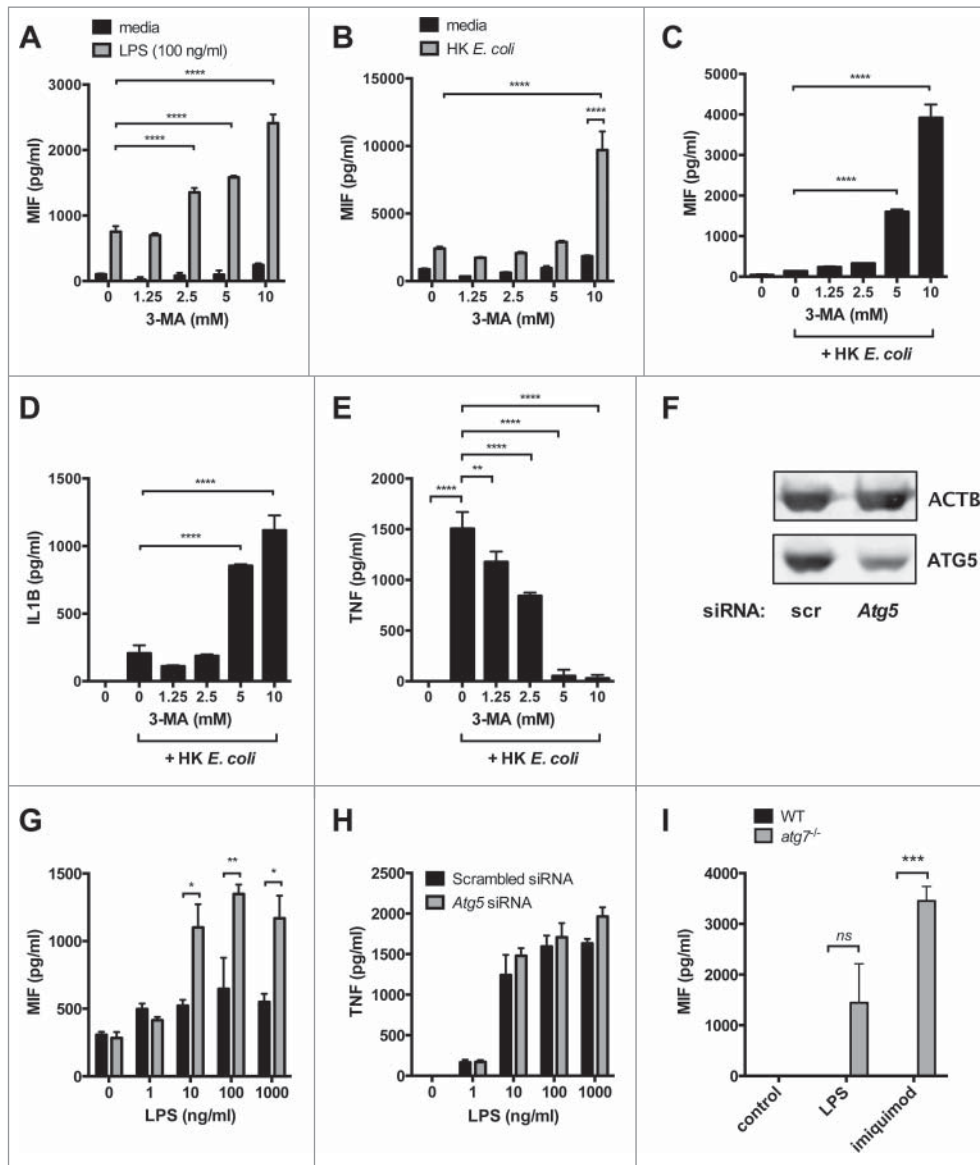 A
media
LPS (100 ng/ml)
****
****
****
3000
2000
1000
0
MIF (pg/ml)
0 1.25 2.5 5 10
3-MA (mM)
B
media
HK E. coli
****
****
15000
10000
5000
0
MIF (pg/ml)
0 1.25 2.5 5 10
3-MA (mM)
C
****
****
5000
4000
3000
2000
1000
0
MIF (pg/ml)
0 0 1.25 2.5 5 10
3-MA (mM)
+ HK E. coli
D
****
****
1500
1000
500
0
IL1B (pg/ml)
0 0 1.25 2.5 5 10
3-MA (mM)
+ HK E. coli
E
****
****
****
**
****
2000
1500
1000
500
0
TNF (pg/ml)
0 0 1.25 2.5 5 10
3-MA (mM)
+ HK E. coli
F
ACTB
ATG5
siRNA: scr Atg5
G
* ** *
1500
1000
500
0
MIF (pg/ml)
0 1 10 100 1000
LPS (ng/ml)
H
Scrambled siRNA
Atg5 siRNA
2500
2000
1500
1000
500
0
TNF (pg/ml)
0 1 10 100 1000
LPS (ng/ml)
I
WT
atg7-/-
***
ns
4000
3000
2000
1000
0
MIF (pg/ml)
control LPS imiquimod